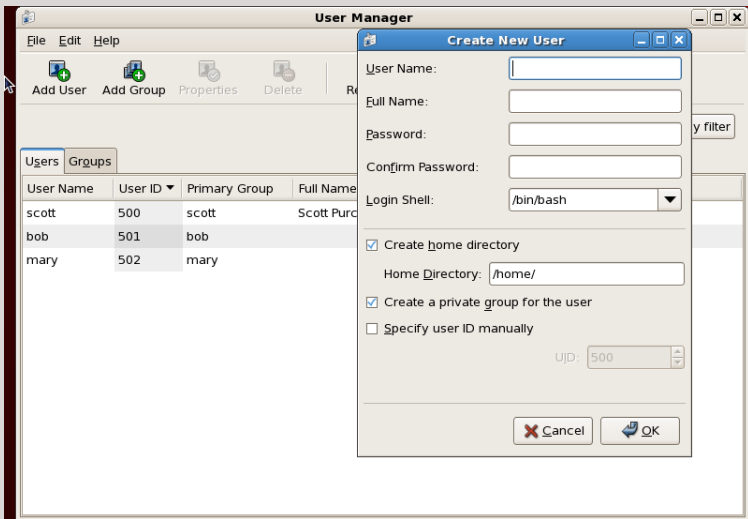 User Manager
File Edit Help
Add User Add Group Properties Delete
y filter
Users Groups
User Name User ID Primary Group Full Name
scott 500 scott Scott Purc
bob 501 bob
mary 502 mary
Create New User
User Name:
Full Name:
Password:
Confirm Password:
Login Shell: /bin/bash
Create home directory
Home Directory: /home/
Create a private group for the user
Specify user ID manually
UID: 500
Cancel OK